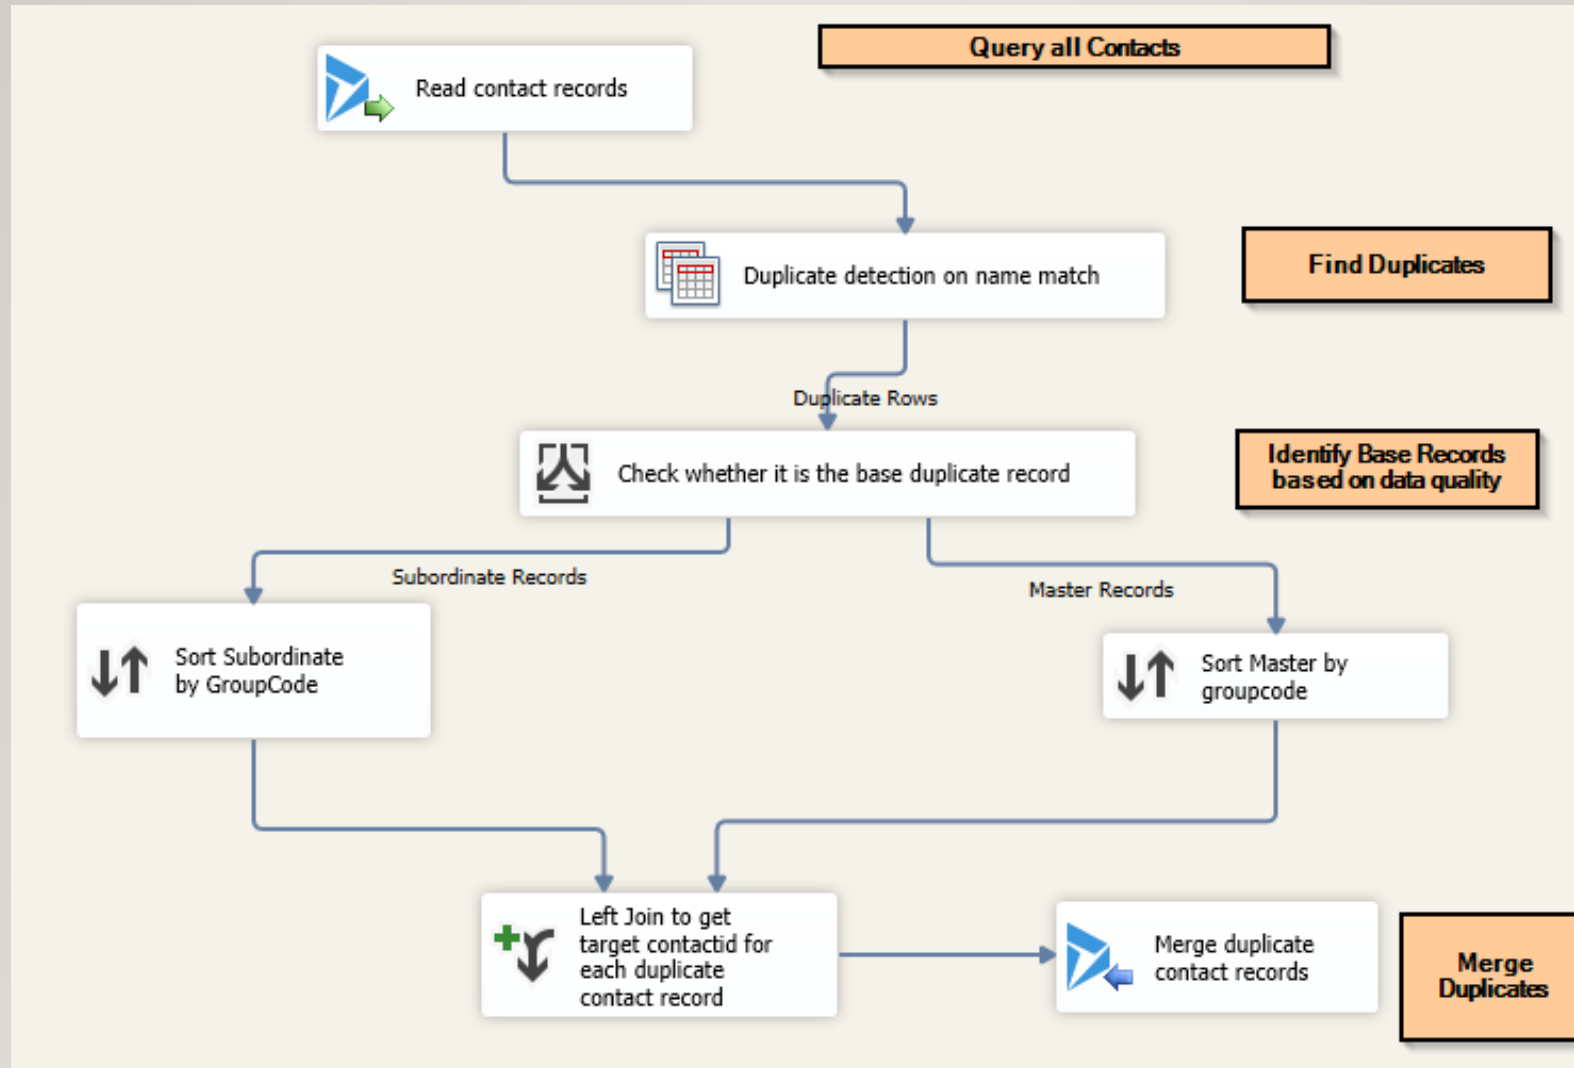 Query all Contacts
Read contact records
Duplicate detection on name match
Find Duplicates
Duplicate Rows
Check whether it is the base duplicate record
Identify Base Records
based on data quality
Subordinate Records
Master Records
Sort Subordinate
by GroupCode
Sort Master by
groupcode
Left Join to get
target contactid for
each duplicate
contact record
Merge duplicate
contact records
Merge
Duplicates